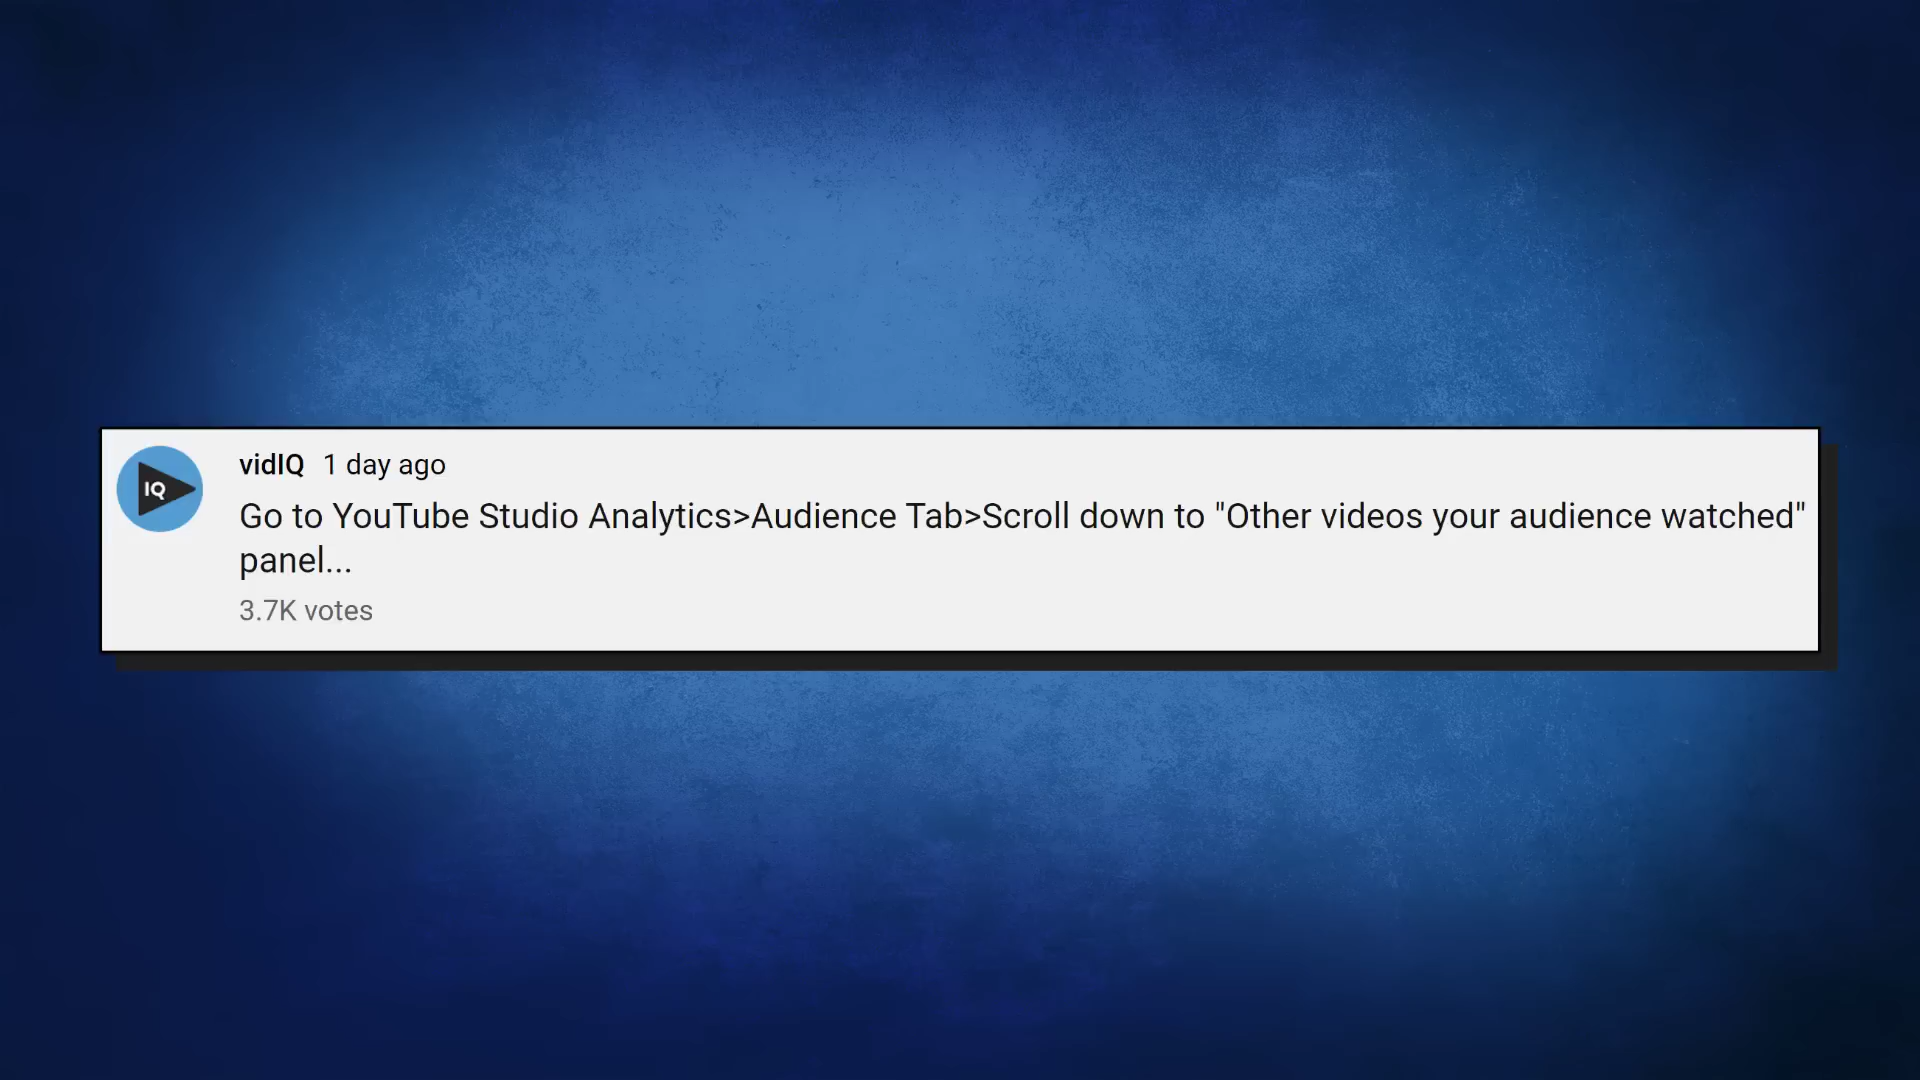 IQ
vidIQ 1 day ago
Go to YouTube Studio Analytics>Audience Tab>Scroll down to "Other videos your audience watched"
panel...
3.7K votes